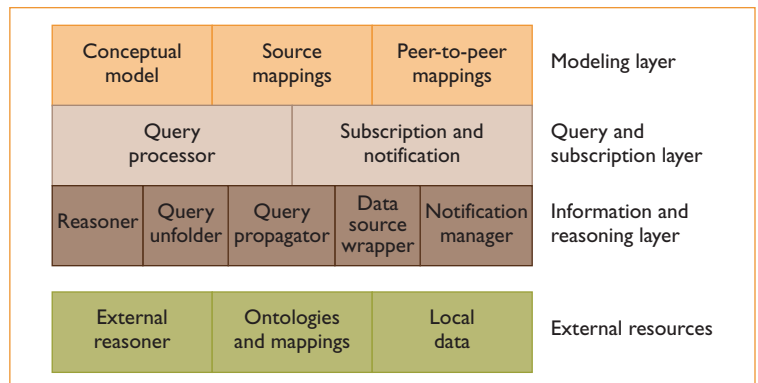 Conceptual
model
Source
mappings
Peer-to-peer
mappings
Modeling layer
Query
processor
Subscription and
notification
Query and
subscription layer
Reasoner
Query
unfolder
Query
propagator
Data
source
wrapper
Notification
manager
Information and
reasoning layer
External
reasoner
Ontologies
and mappings
Local
data
External resources